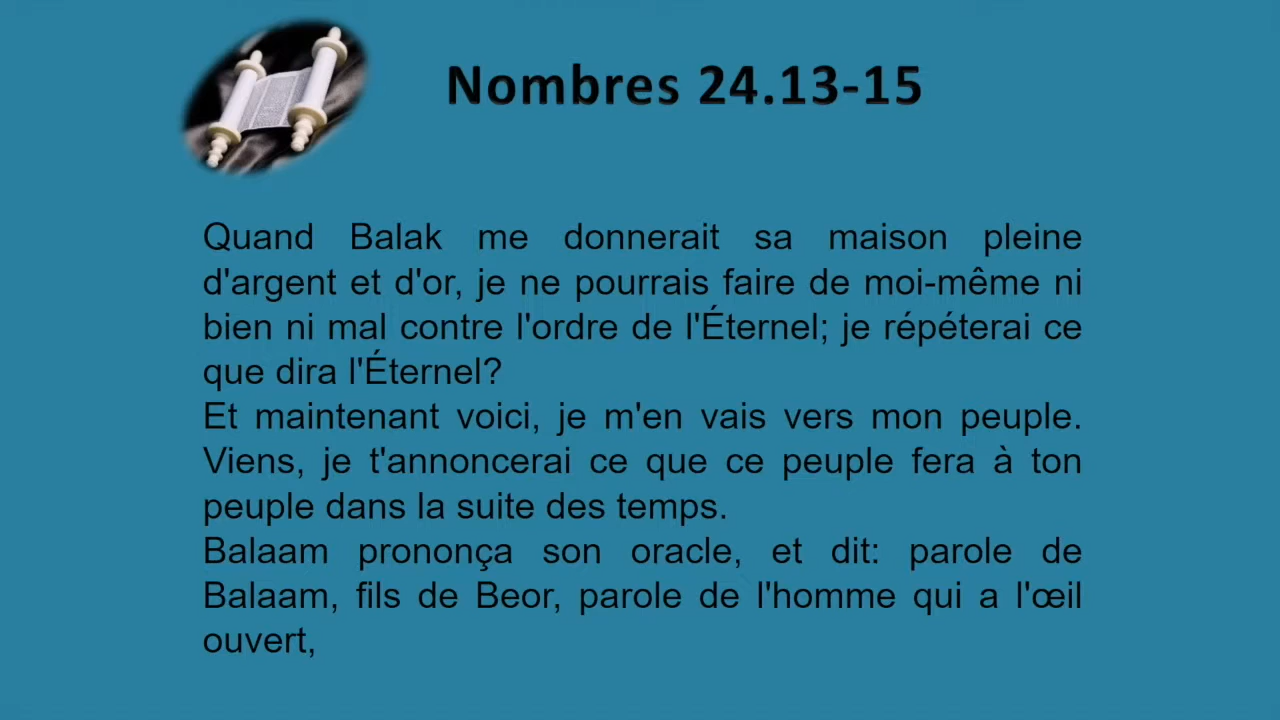 Nombres 24.13-15
Quand Balak me donnerait sa maison pleine
d'argent et d'or, je ne pourrais faire de moi-même ni
bien ni mal contre l'ordre de l'Éternel; je répéterai ce
que dira l'Éternel?
Et maintenant voici, je m'en vais vers mon peuple.
Viens, je t'annoncerai ce que ce peuple fera à ton
peuple dans la suite des temps.
Balaam prononça son oracle, et dit: parole de
Balaam, fils de Beor, parole de l'homme qui a l'œil
ouvert,